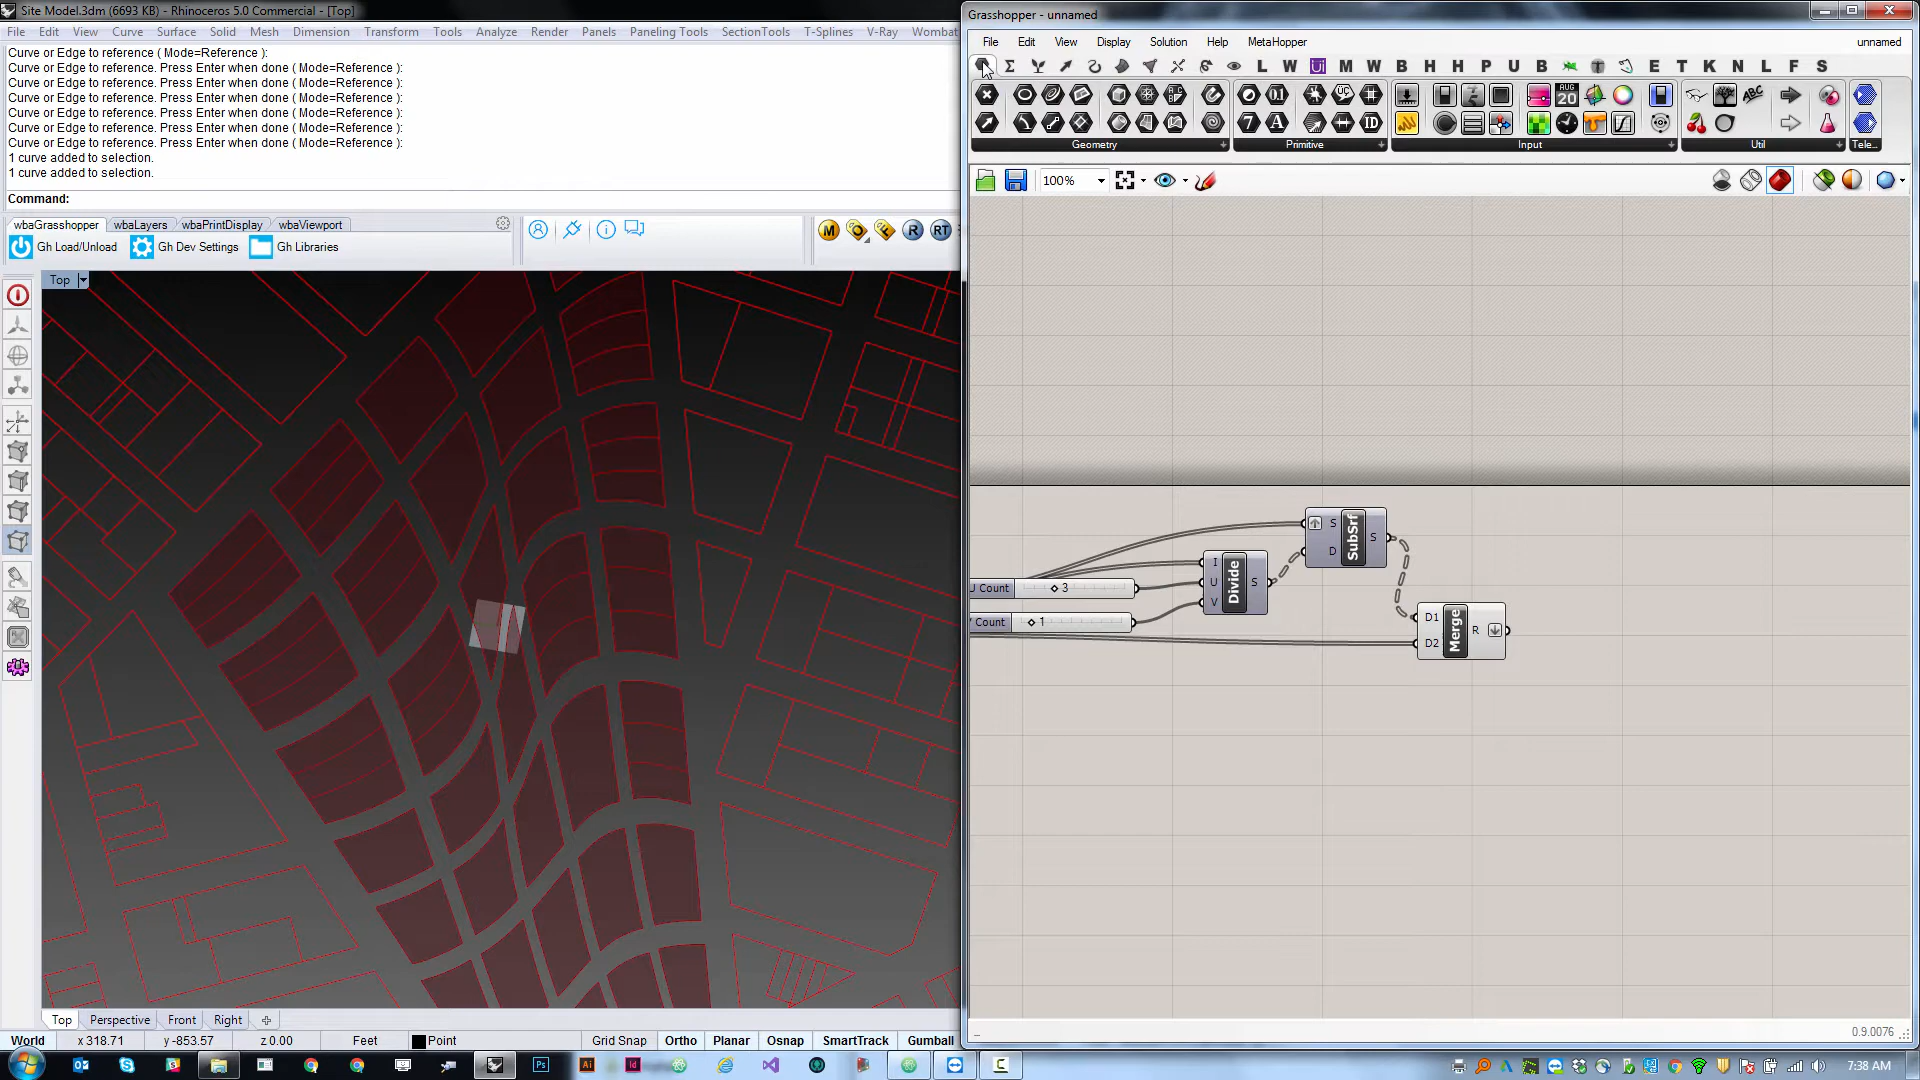 Site Model.3dm (6693 KB) - Rhinoceros 5.0 Commercial - [Top]
File Edit View Curve Surface Solid Mesh Dimension Transform Tools Analyze Render Panels Paneling Tools SectionTools T-Splines V-Ray Wombat
Curve or Edge to reference ( Mode=Reference ):
Curve or Edge to reference. Press Enter when done ( Mode=Reference ):
Curve or Edge to reference. Press Enter when done ( Mode=Reference ):
Curve or Edge to reference. Press Enter when done ( Mode=Reference ):
Curve or Edge to reference. Press Enter when done ( Mode=Reference ):
Curve or Edge to reference. Press Enter when done ( Mode=Reference ):
Curve or Edge to reference. Press Enter when done ( Mode=Reference ):
1 curve added to selection.
1 curve added to selection.
Command:
wbaGrasshopper wbaLayers wbaPrintDisplay wbaViewport
Gh Load/Unload Gh Dev Settings Gh Libraries
M R RT
Top
Top Perspective Front Right
World x 318.71 y -853.57 z 0.00 Feet Point Grid Snap Ortho Planar Osnap SmartTrack Gumball
Grasshopper - unnamed
File Edit View Display Solution Help MetaHopper unnamed
L W Ui M W B H H P U B E T K N L F S
Geometry Primitive Input Util Tele...
100%
U Count 3
V Count 1
I U V Divide S
S D SubSrf S
D1 D2 Merge R
0.9.0076
7:38 AM